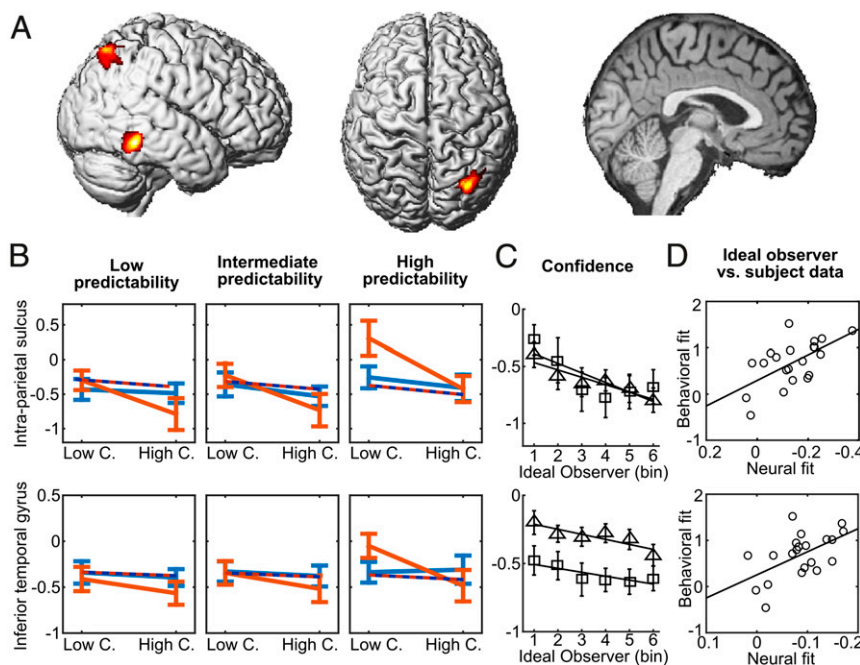 A
B
Low
predictability
Intermediate
predictability
High
predictability
C
Confidence
D
Ideal observer
vs. subject data
Intra-parietal sulcus
0.5
0
-0.5
-1
Low C. High C.
Low C. High C.
Low C. High C.
0
-0.5
-1
1 2 3 4 5 6
Ideal Observer (bin)
Behavioral fit
2
1
0
-1
0.2 0 -0.2 -0.4
Neural fit
Inferior temporal gyrus
0.5
0
-0.5
-1
Low C. High C.
Low C. High C.
Low C. High C.
0
-0.5
-1
1 2 3 4 5 6
Ideal Observer (bin)
Behavioral fit
2
1
0
-1
0.1 0 -0.1 -0.2
Neural fit